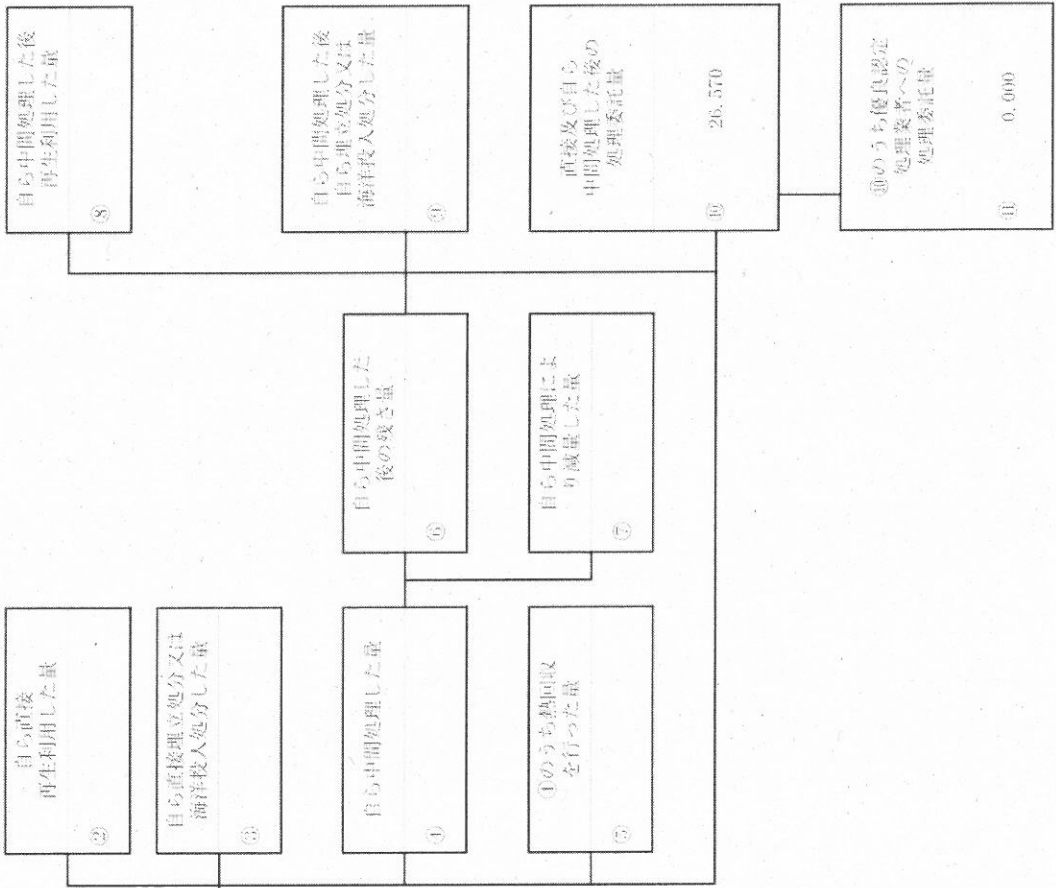 自ら直接
再生利用した量
②
自ら直接埋立処分又は
海洋投入処分した量
③
自ら中間処理した量
④
④のうち熱回収
を行った量
⑤
自ら中間処理した
後の残さ量
⑥
自ら中間処理によ
り減量した量
⑦
自ら中間処理した後
再生利用した量
⑧
自ら中間処理した後
自ら埋立処分又は
海洋投入処分した量
⑨
直接及び自ら
中間処理した後の
処理委託量
26.570
⑩
⑩のうち優良認定
処理業者への
処理委託量
0.000
⑪